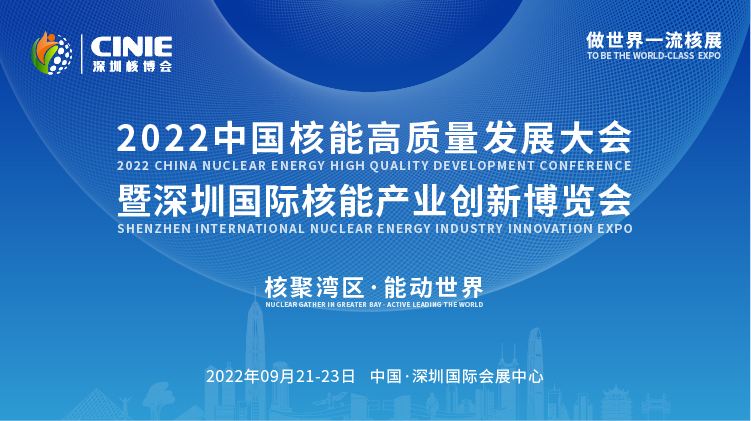 CINIE
深圳核博会
做世界一流核展
TO BE THE WORLD-CLASS EXPO
2022中国核能高质量发展大会
2022 CHINA NUCLEAR ENERGY HIGH QUALITY DEVELOPMENT CONFERENCE
暨深圳国际核能产业创新博览会
SHENZHEN INTERNATIONAL NUCLEAR ENERGY INDUSTRY INNOVATION EXPO
核聚湾区·能动世界
NUCLEAR GATHER IN GREATER BAY · ACTIVE LEADING THE WORLD
2022年09月21-23日 中国·深圳国际会展中心